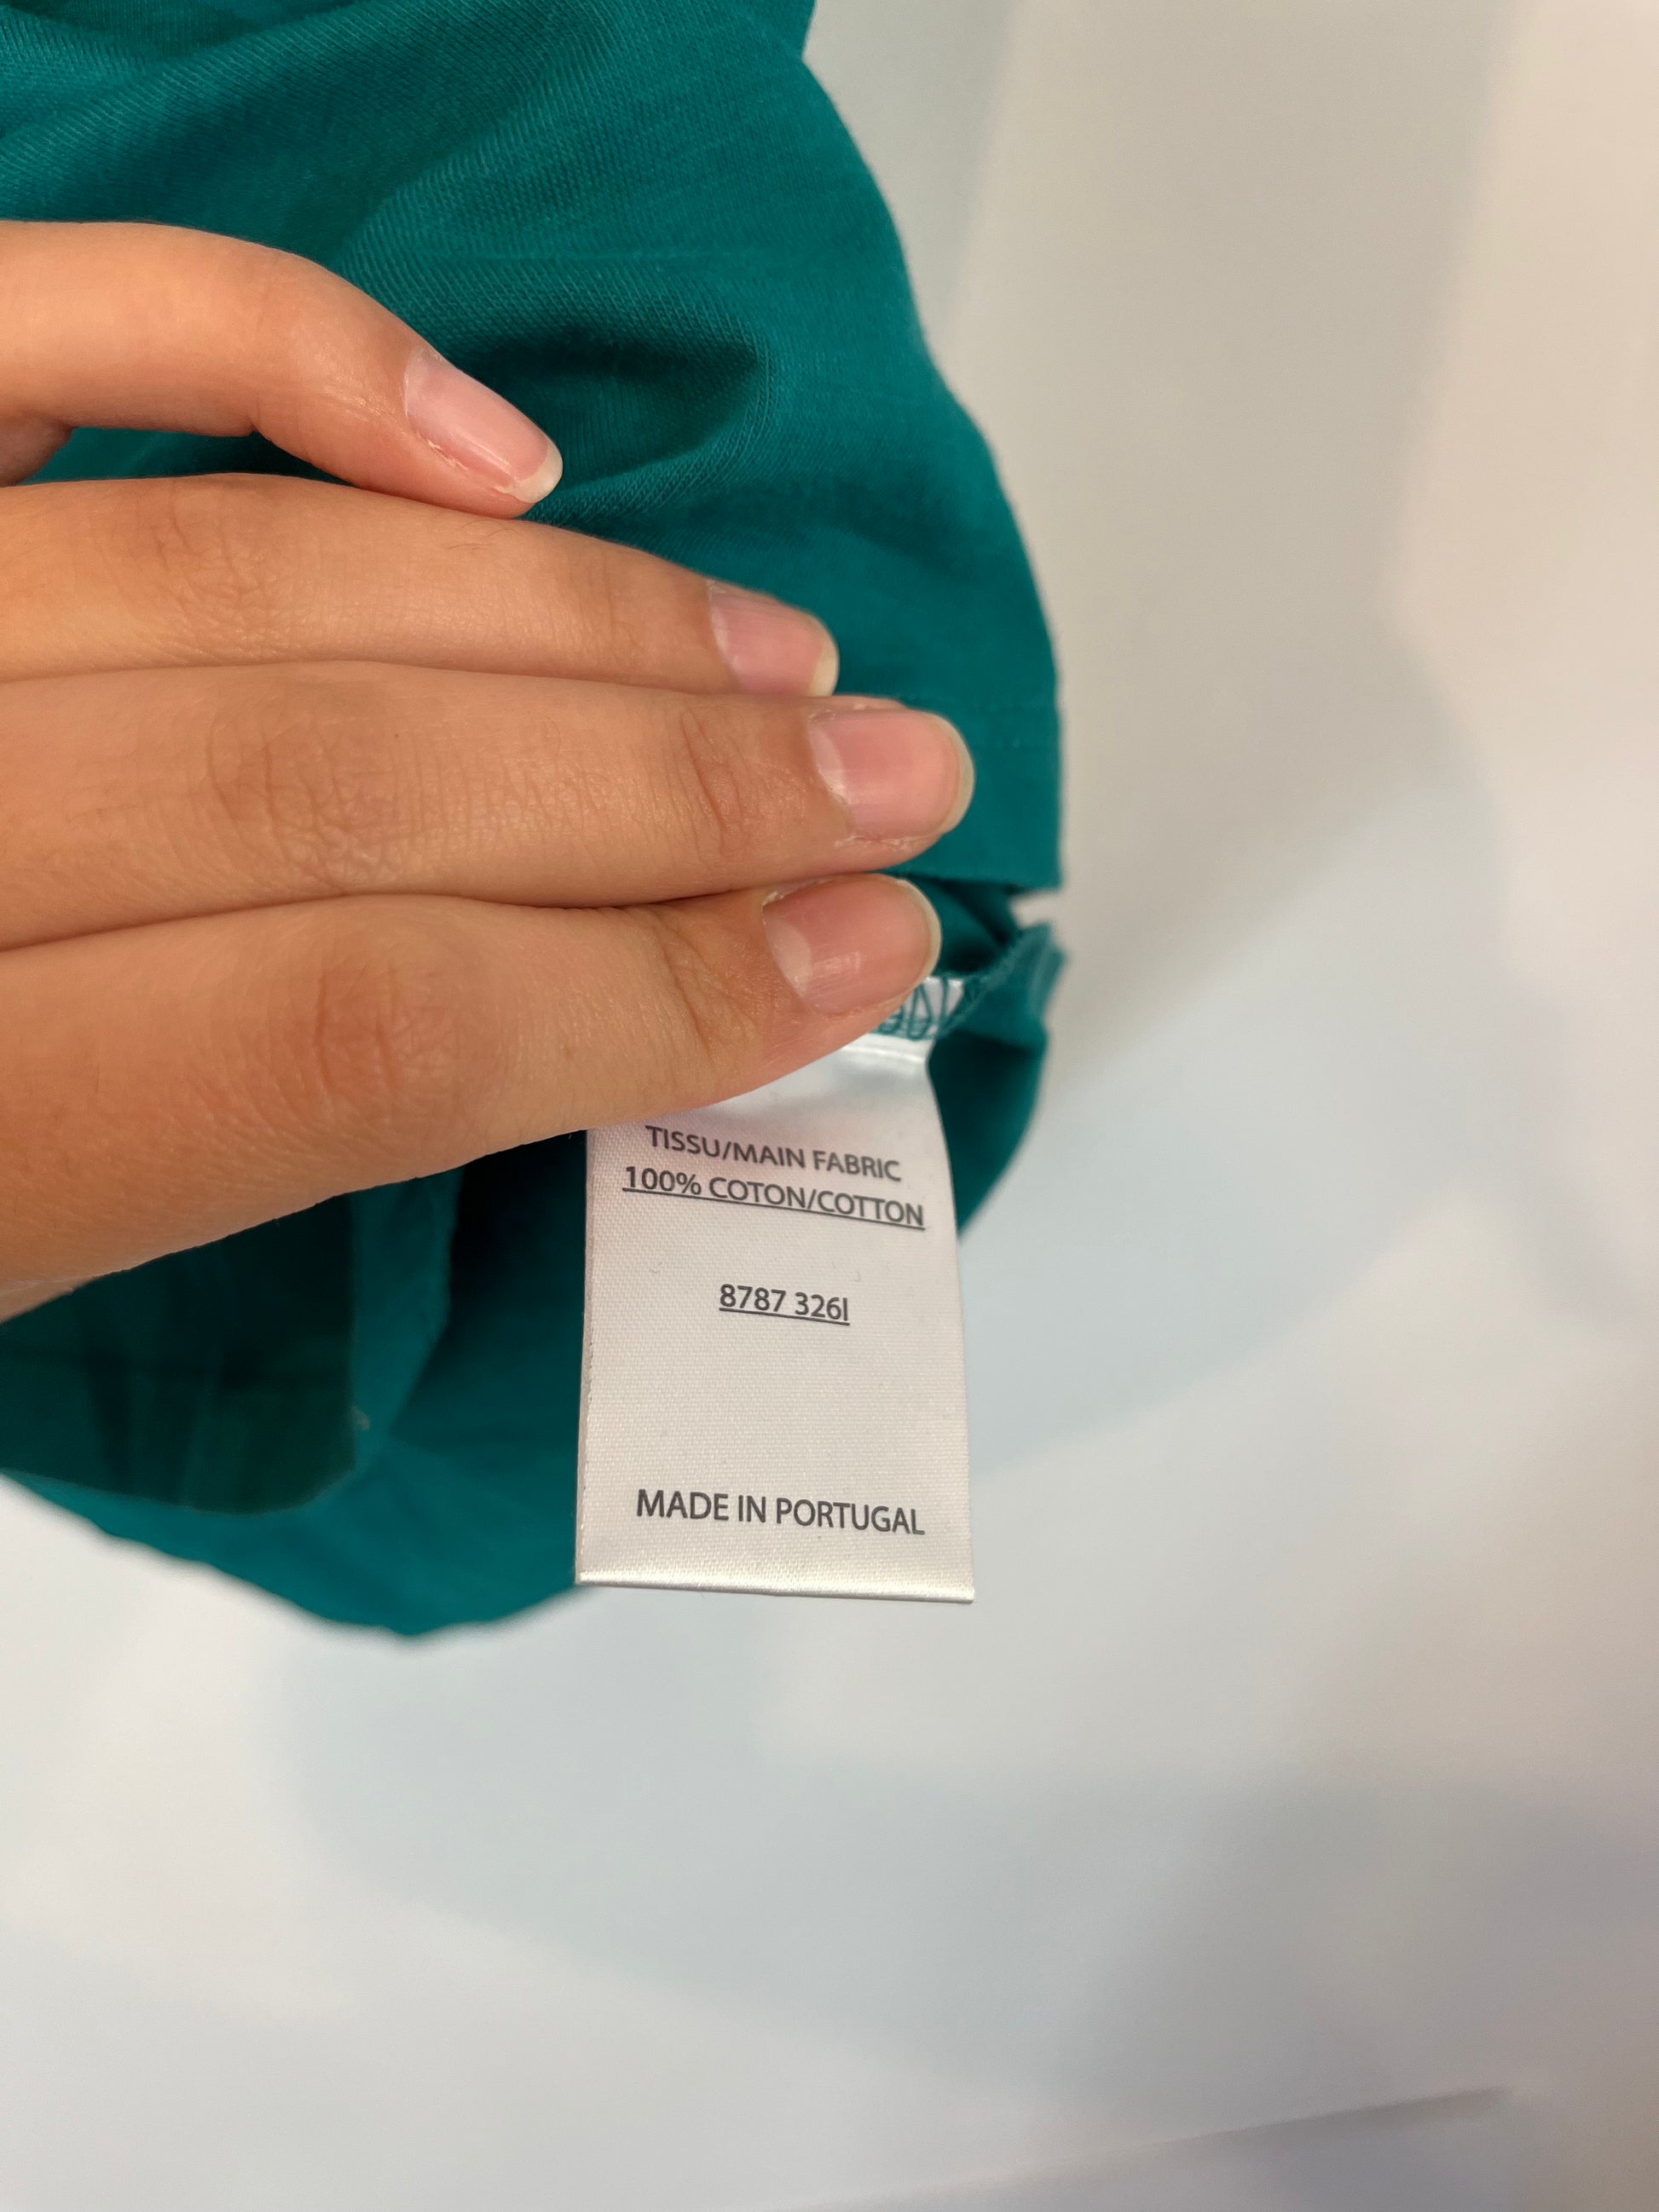 TISSU/MAIN FABRIC
100% COTON/COTTON
8787 326I
MADE IN PORTUGAL